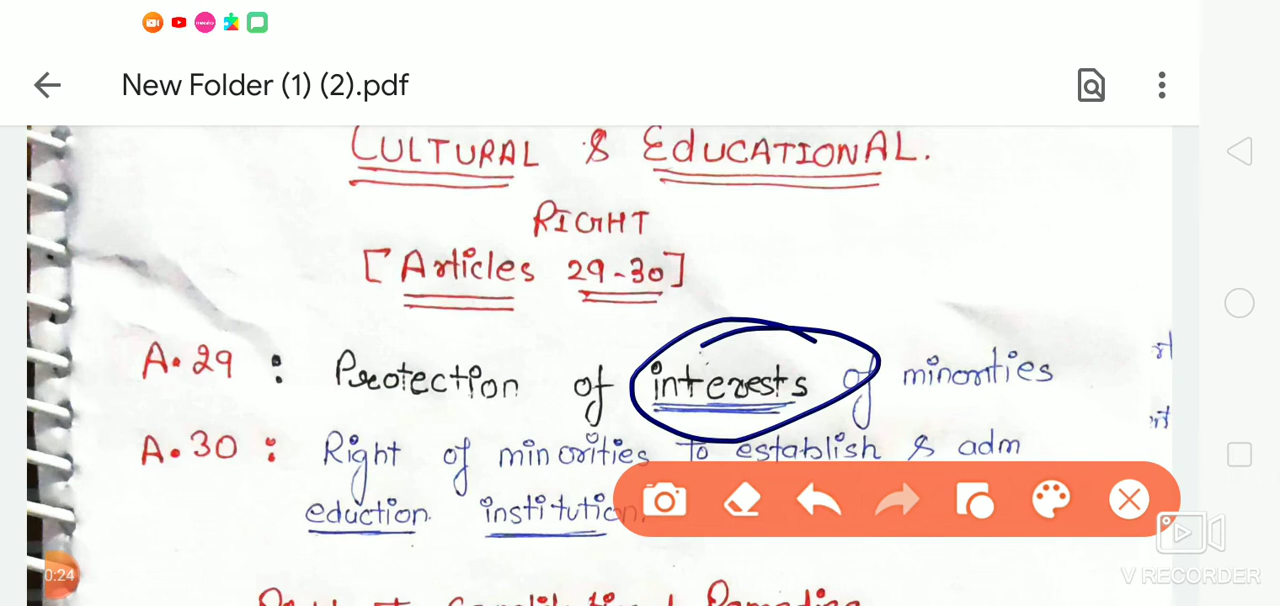 New Folder (1) (2).pdf
CULTURAL & EDUCATIONAL.
RIGHT
[Articles 29-30]
A.29 : Protection of interests of minorities
A.30 : Right of minorities to establish & adm
eduction institution.
0:24
V RECORDER